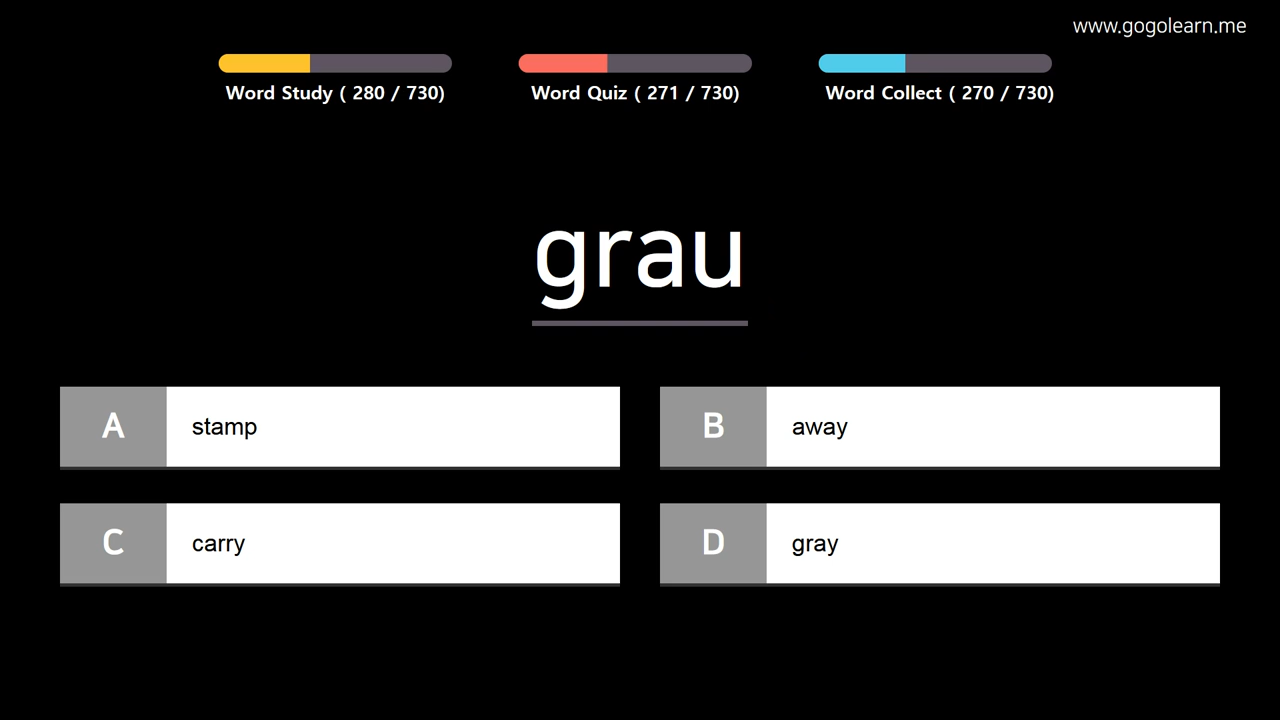 www.gogolearn.me
Word Study ( 280 / 730)
Word Quiz ( 271 / 730)
Word Collect ( 270 / 730)
grau
A stamp
B away
C carry
D gray